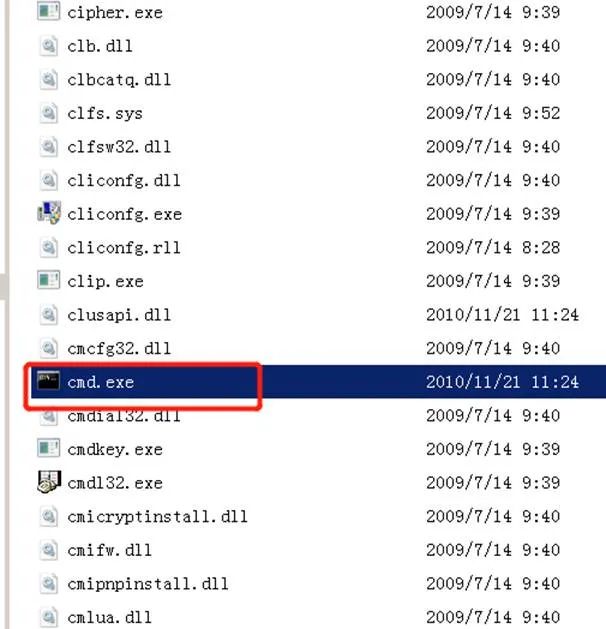 cipher.exe 2009/7/14 9:39
clb.dll 2009/7/14 9:40
clbcatq.dll 2009/7/14 9:40
clfs.sys 2009/7/14 9:52
clfsw32.dll 2009/7/14 9:40
cliconfg.dll 2009/7/14 9:40
cliconfg.exe 2009/7/14 9:39
cliconfg.rll 2009/7/14 8:28
clip.exe 2009/7/14 9:39
clusapi.dll 2010/11/21 11:24
cmcfg32.dll 2009/7/14 9:40
cmd.exe 2010/11/21 11:24
cmdial32.dll 2009/7/14 9:40
cmdkey.exe 2009/7/14 9:39
cmdl32.exe 2009/7/14 9:39
cmicryptinstall.dll 2009/7/14 9:40
cmifw.dll 2009/7/14 9:40
cmipnpinstall.dll 2009/7/14 9:40
cmlua.dll 2009/7/14 9:40